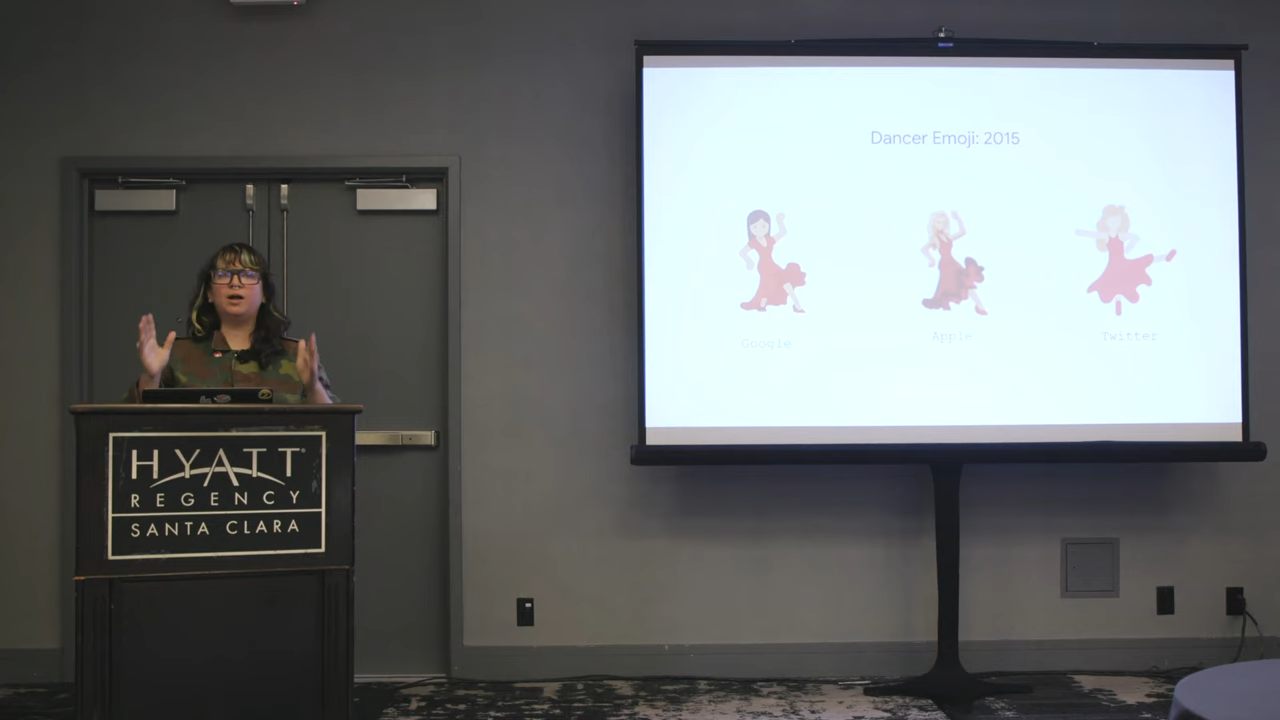 Dancer Emoji: 2015
Google
Apple
Twitter
HYATT
REGENCY
SANTA CLARA